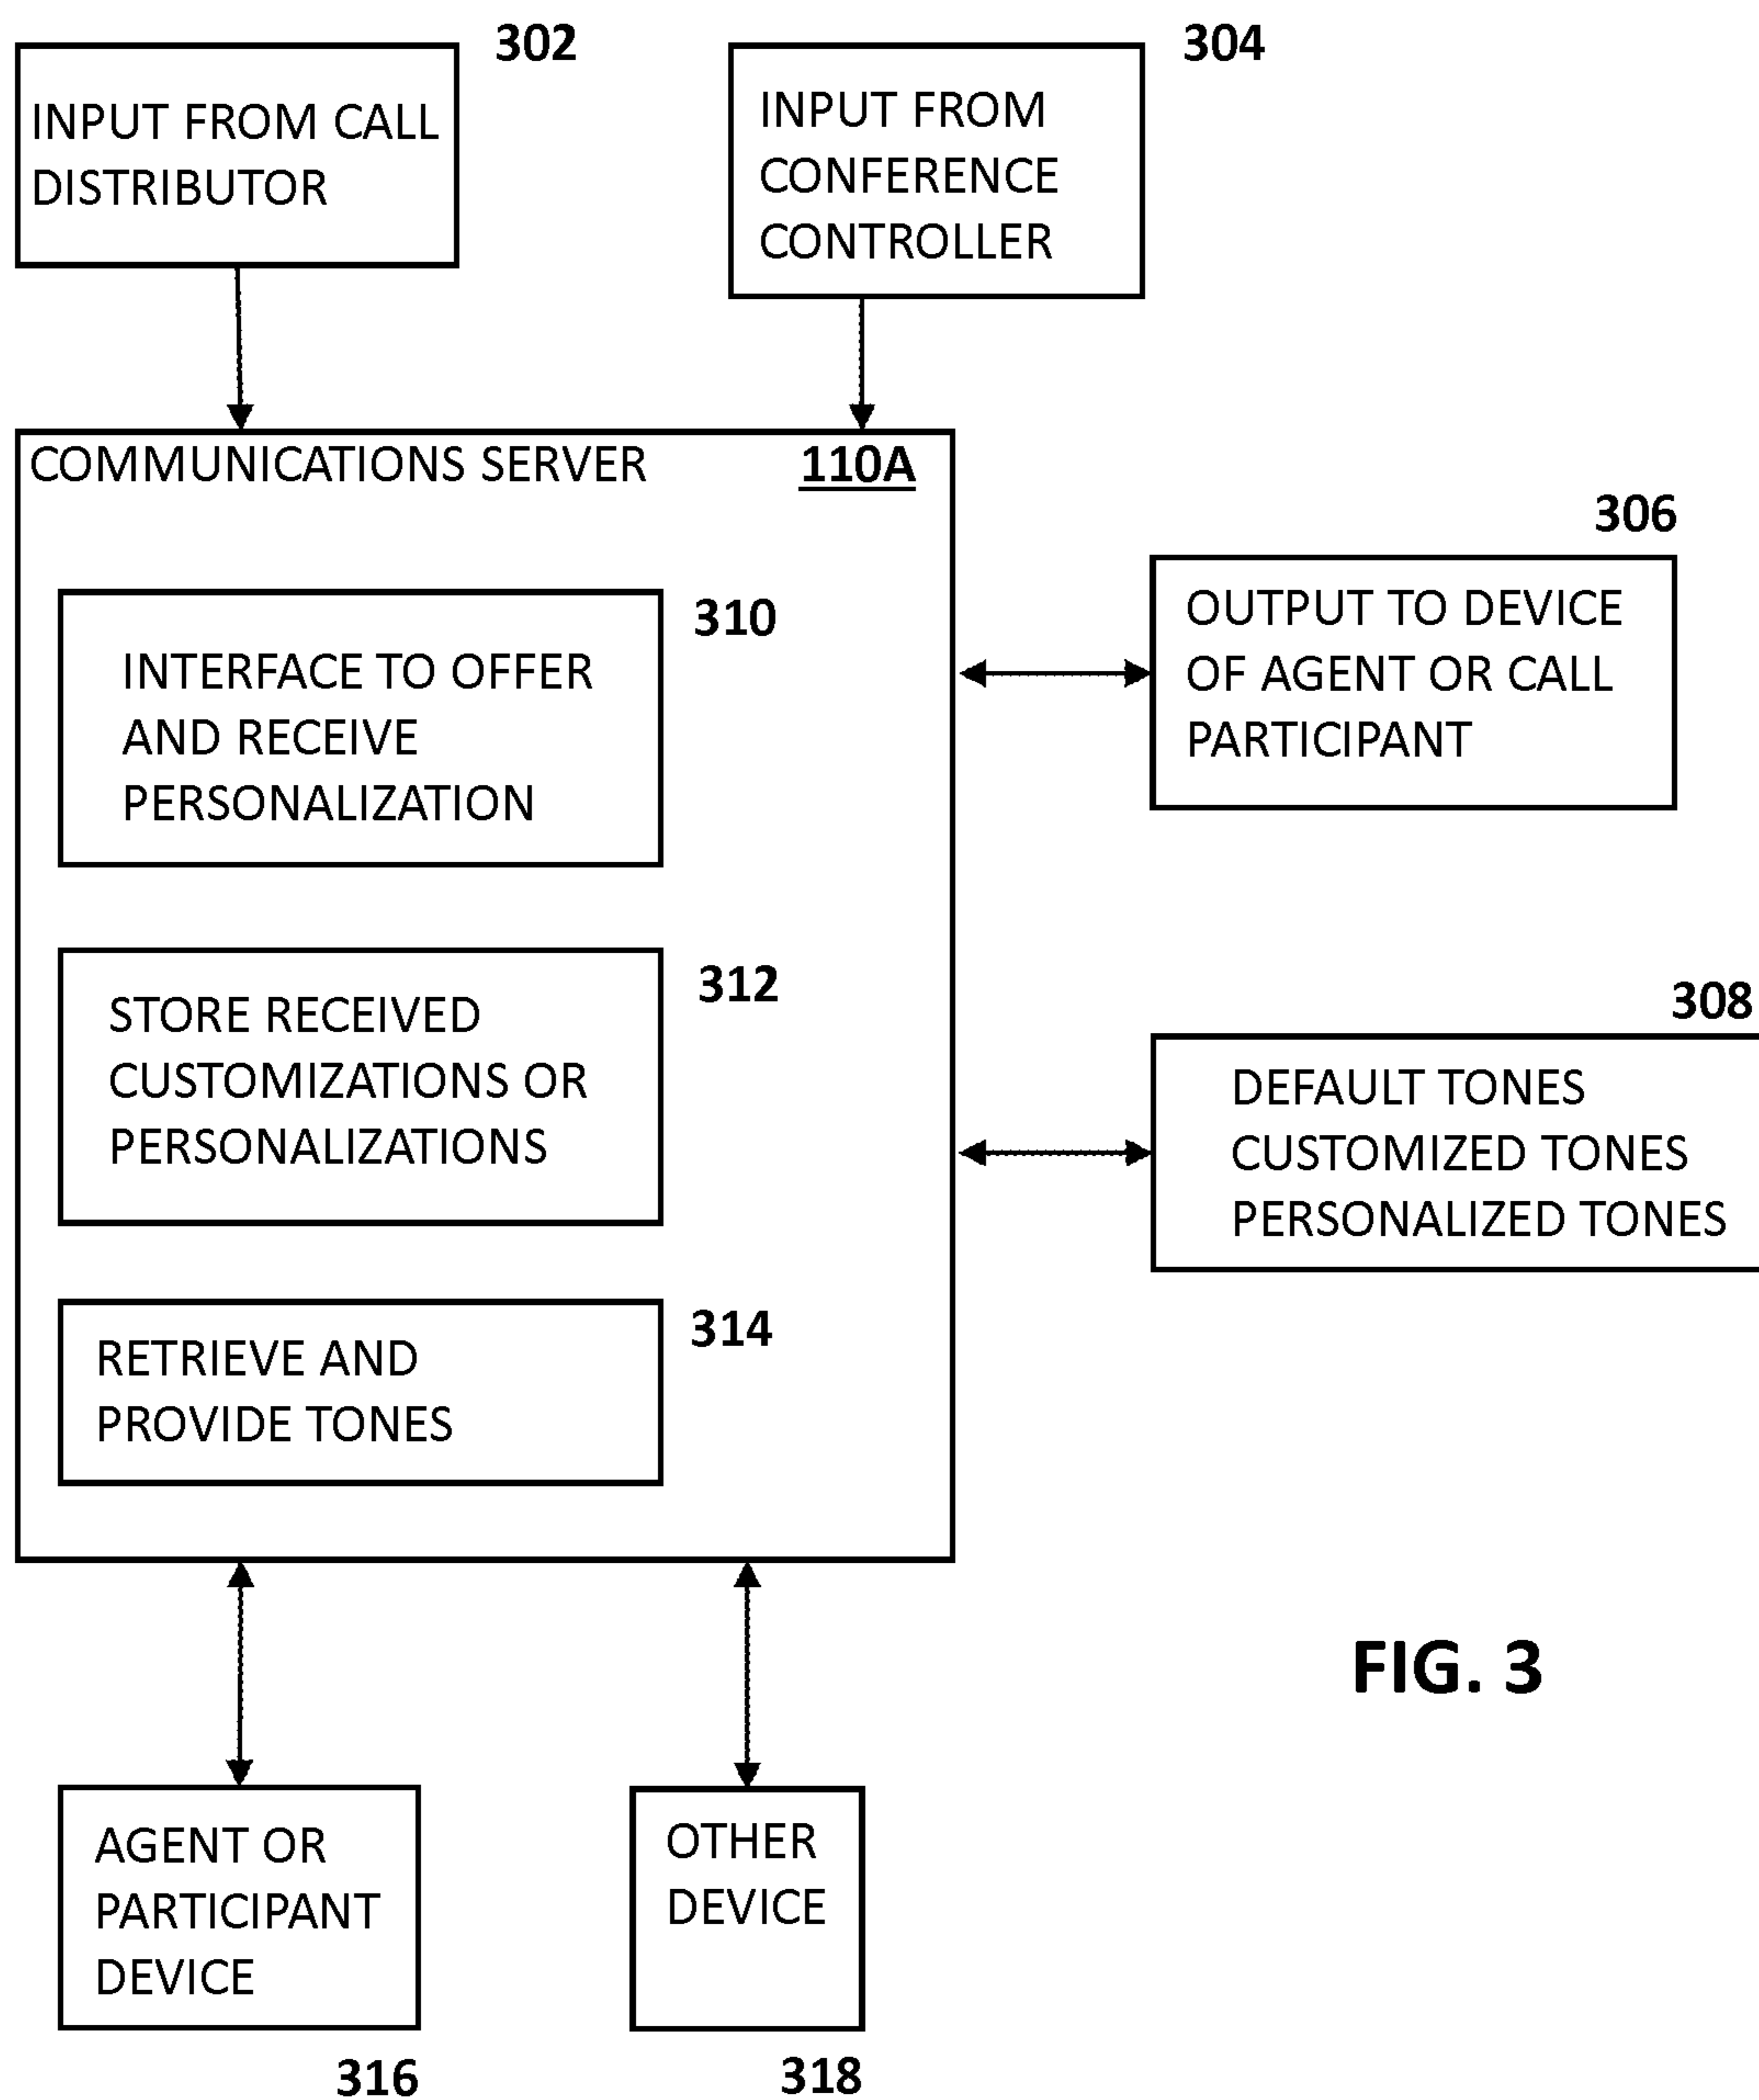 302
INPUT FROM CALL
DISTRIBUTOR
304
INPUT FROM
CONFERENCE
CONTROLLER
COMMUNICATIONS SERVER 110A
310
INTERFACE TO OFFER
AND RECEIVE
PERSONALIZATION
312
STORE RECEIVED
CUSTOMIZATIONS OR
PERSONALIZATIONS
314
RETRIEVE AND
PROVIDE TONES
306
OUTPUT TO DEVICE
OF AGENT OR CALL
PARTICIPANT
308
DEFAULT TONES
CUSTOMIZED TONES
PERSONALIZED TONES
AGENT OR
PARTICIPANT
DEVICE
316
OTHER
DEVICE
318
FIG. 3